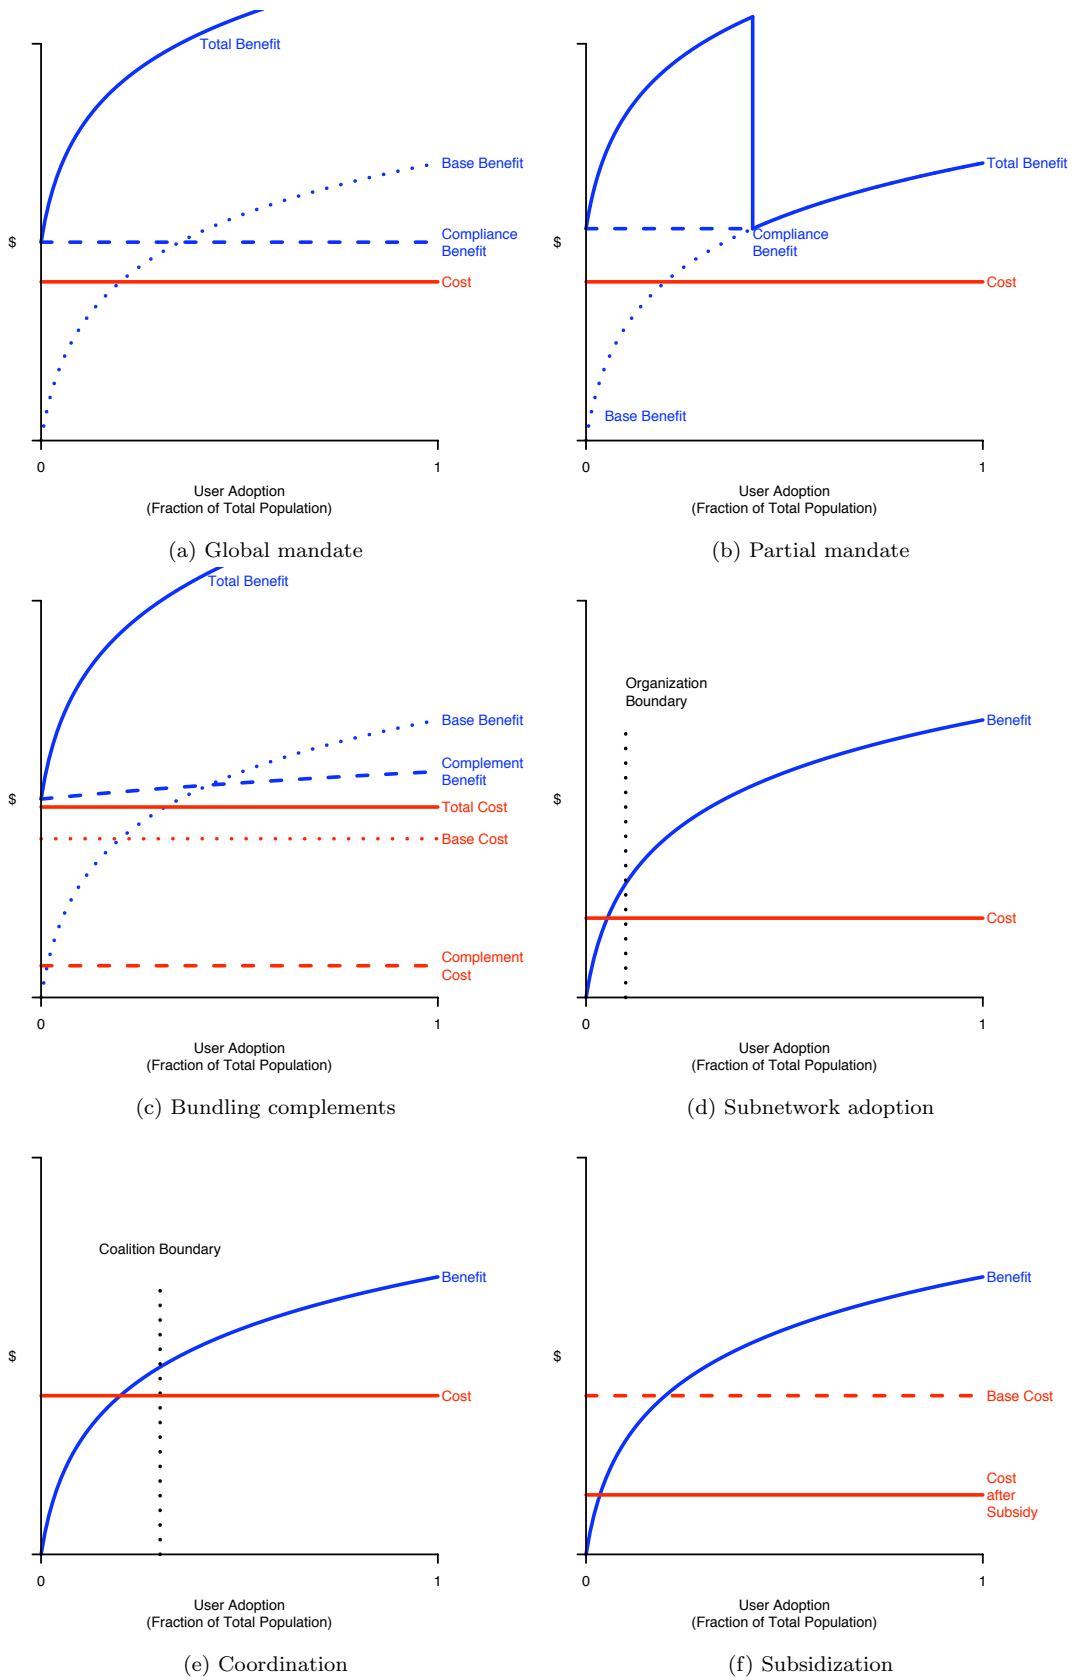 Total Benefit
Base Benefit
Compliance
Benefit
$
Cost
0
1
User Adoption
(Fraction of Total Population)
(a) Global mandate
Total Benefit
$
Compliance
Benefit
Cost
Base Benefit
0
1
User Adoption
(Fraction of Total Population)
(b) Partial mandate
Total Benefit
Base Benefit
Complement
Benefit
$
Total Cost
Base Cost
Complement
Cost
0
1
User Adoption
(Fraction of Total Population)
(c) Bundling complements
Organization
Boundary
Benefit
$
Cost
0
1
User Adoption
(Fraction of Total Population)
(d) Subnetwork adoption
Coalition Boundary
Benefit
$
Cost
0
1
User Adoption
(Fraction of Total Population)
(e) Coordination
Benefit
$
Base Cost
Cost
after
Subsidy
0
1
User Adoption
(Fraction of Total Population)
(f) Subsidization